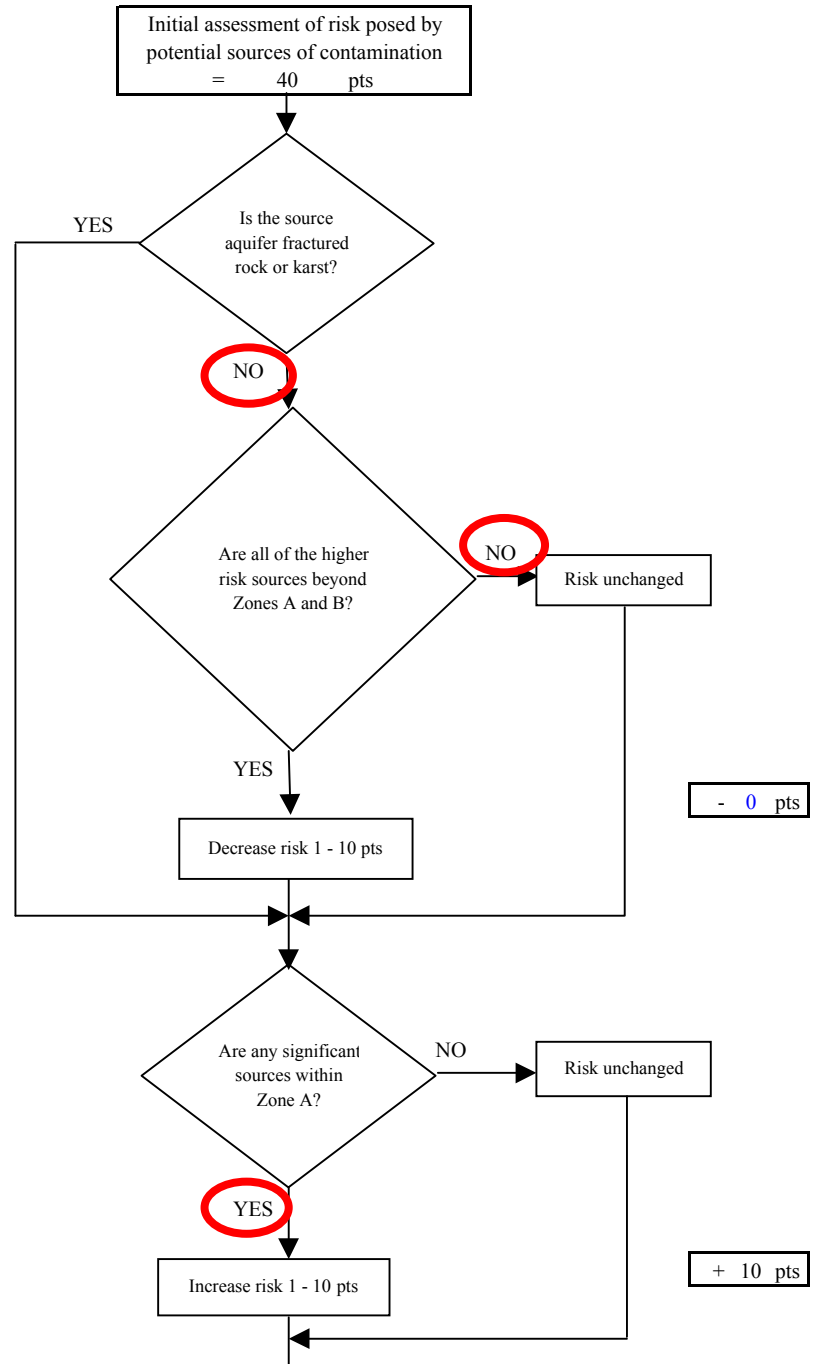 Initial assessment of risk posed by
potential sources of contamination
= 40 pts
YES
Is the source
aquifer fractured
rock or karst?
NO
Are all of the higher
risk sources beyond
Zones A and B?
NO
Risk unchanged
YES
- 0 pts
Decrease risk 1 - 10 pts
Are any significant
sources within
Zone A?
NO
Risk unchanged
YES
+ 10 pts
Increase risk 1 - 10 pts